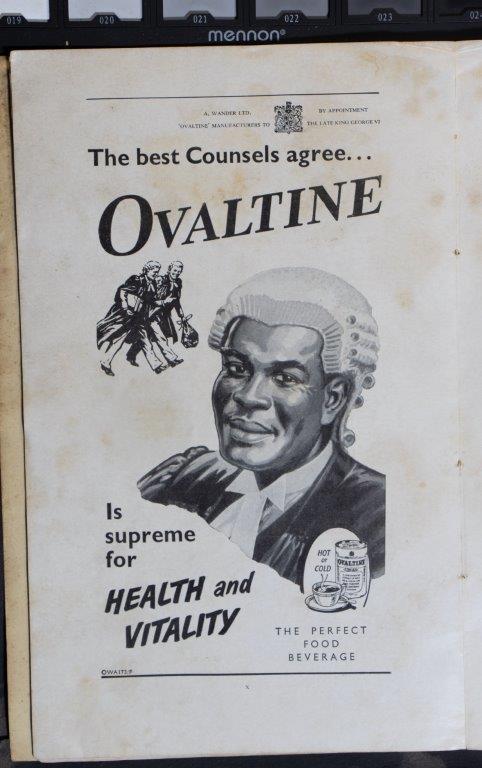 019 020 021 022 023
mennon®
A. WANDER LTD. BY APPOINTMENT
'OVALTINE' MANUFACTURERS TO THE LATE KING GEORGE VI
The best Counsels agree...
OVALTINE
Is
supreme
for
HEALTH and
VITALITY
HOT
or
COLD
OVALTINE
THE PERFECT
FOOD
BEVERAGE
x